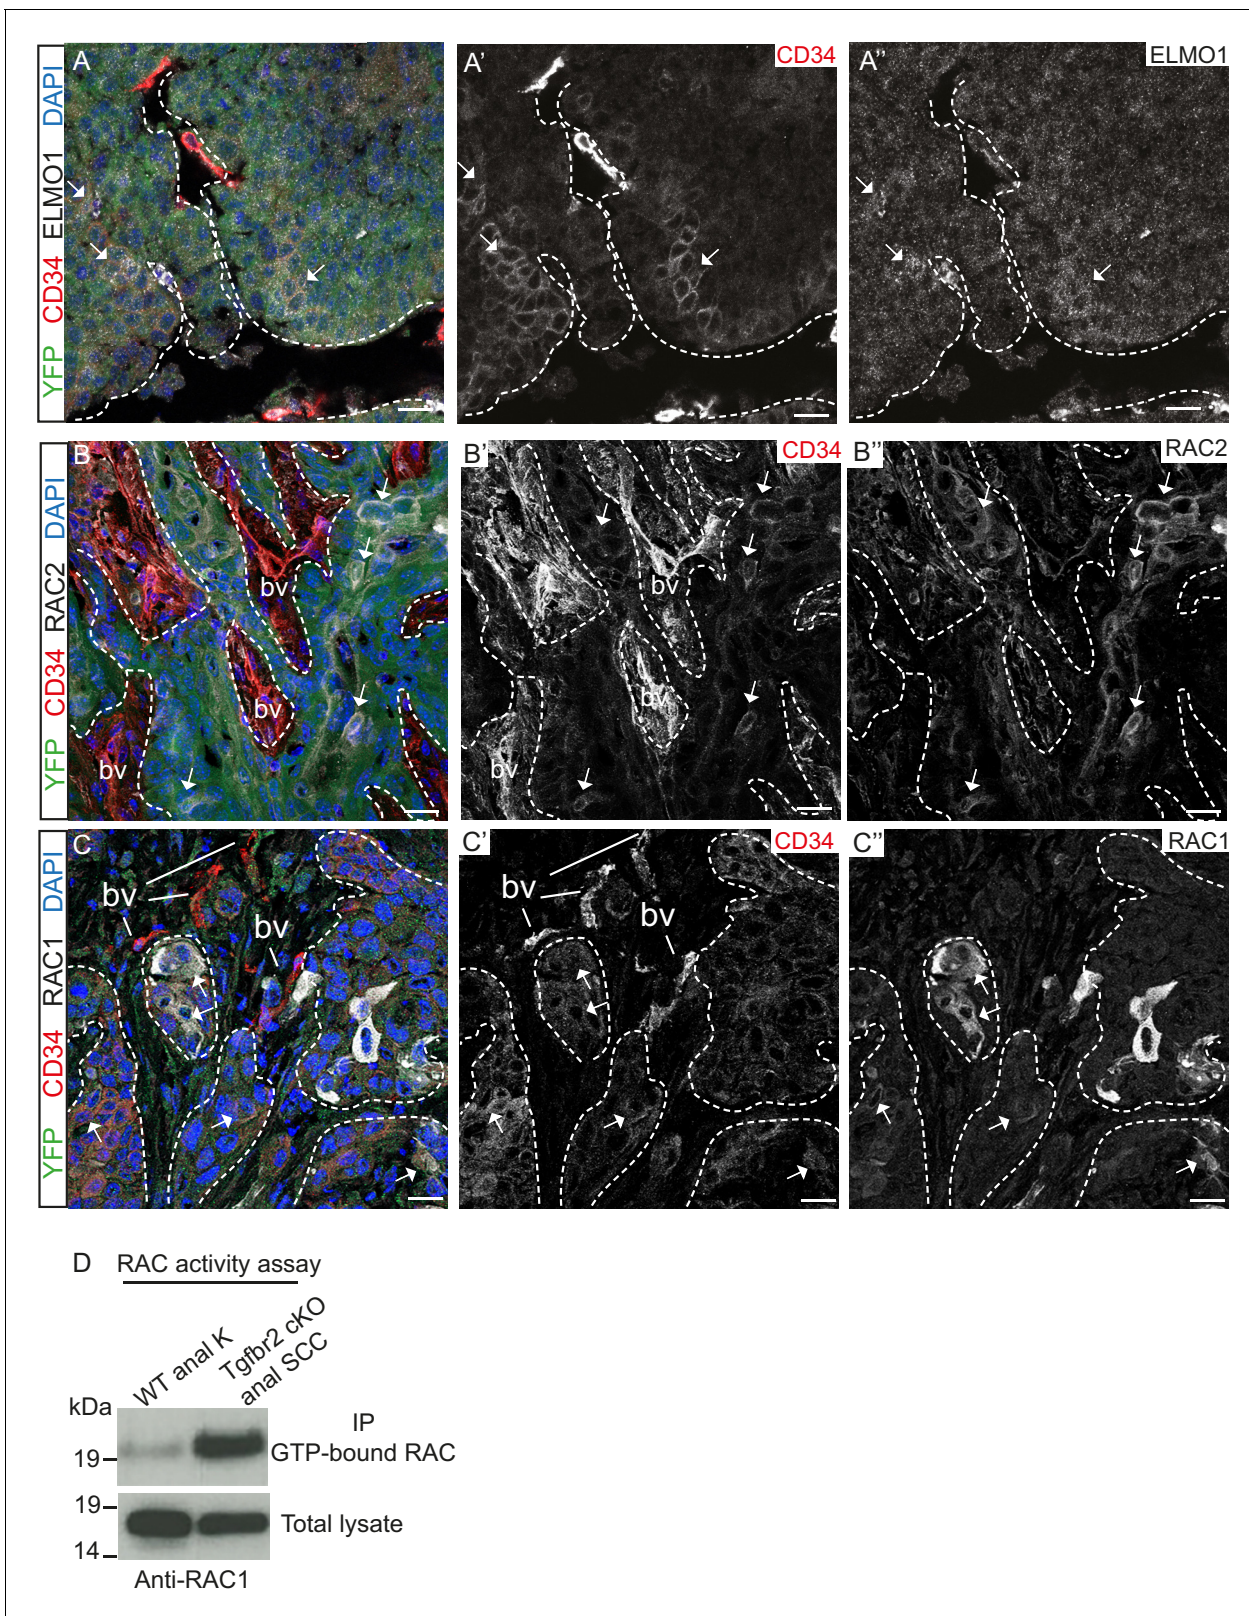 YFP CD34 ELMO1 DAPI
A
A'
CD34
A''
ELMO1
YFP CD34 RAC2 DAPI
B
bv
bv
bv
B'
CD34
bv
bv
bv
B''
RAC2
YFP CD34 RAC1 DAPI
C
bv
bv
C'
CD34
bv
bv
C''
RAC1
D RAC activity assay
WT anal K
Tgfbr2 cKO
anal SCC
kDa
19
IP
GTP-bound RAC
19
14
Total lysate
Anti-RAC1